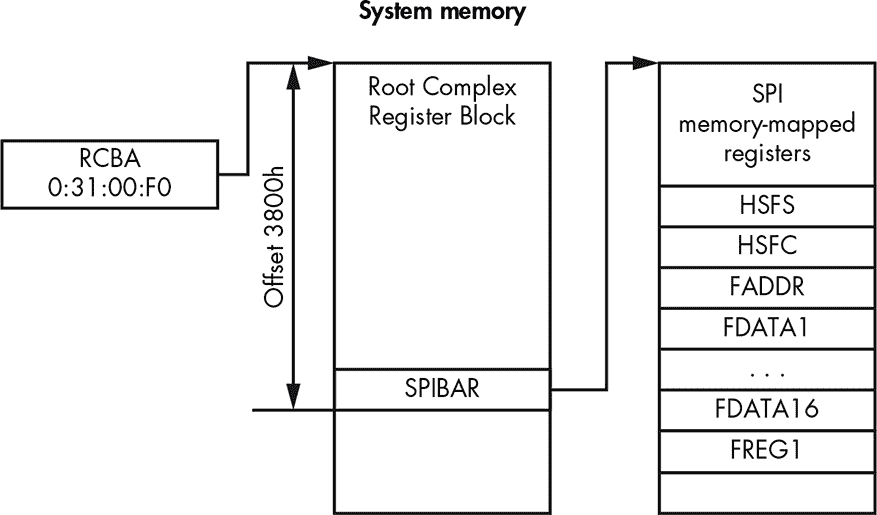 System memory
RCBA
0:31:00:F0
Offset 3800h
Root Complex
Register Block
SPIBAR
SPI
memory-mapped
registers
HSFS
HSFC
FADDR
FDATA1
. . .
FDATA16
FREG1